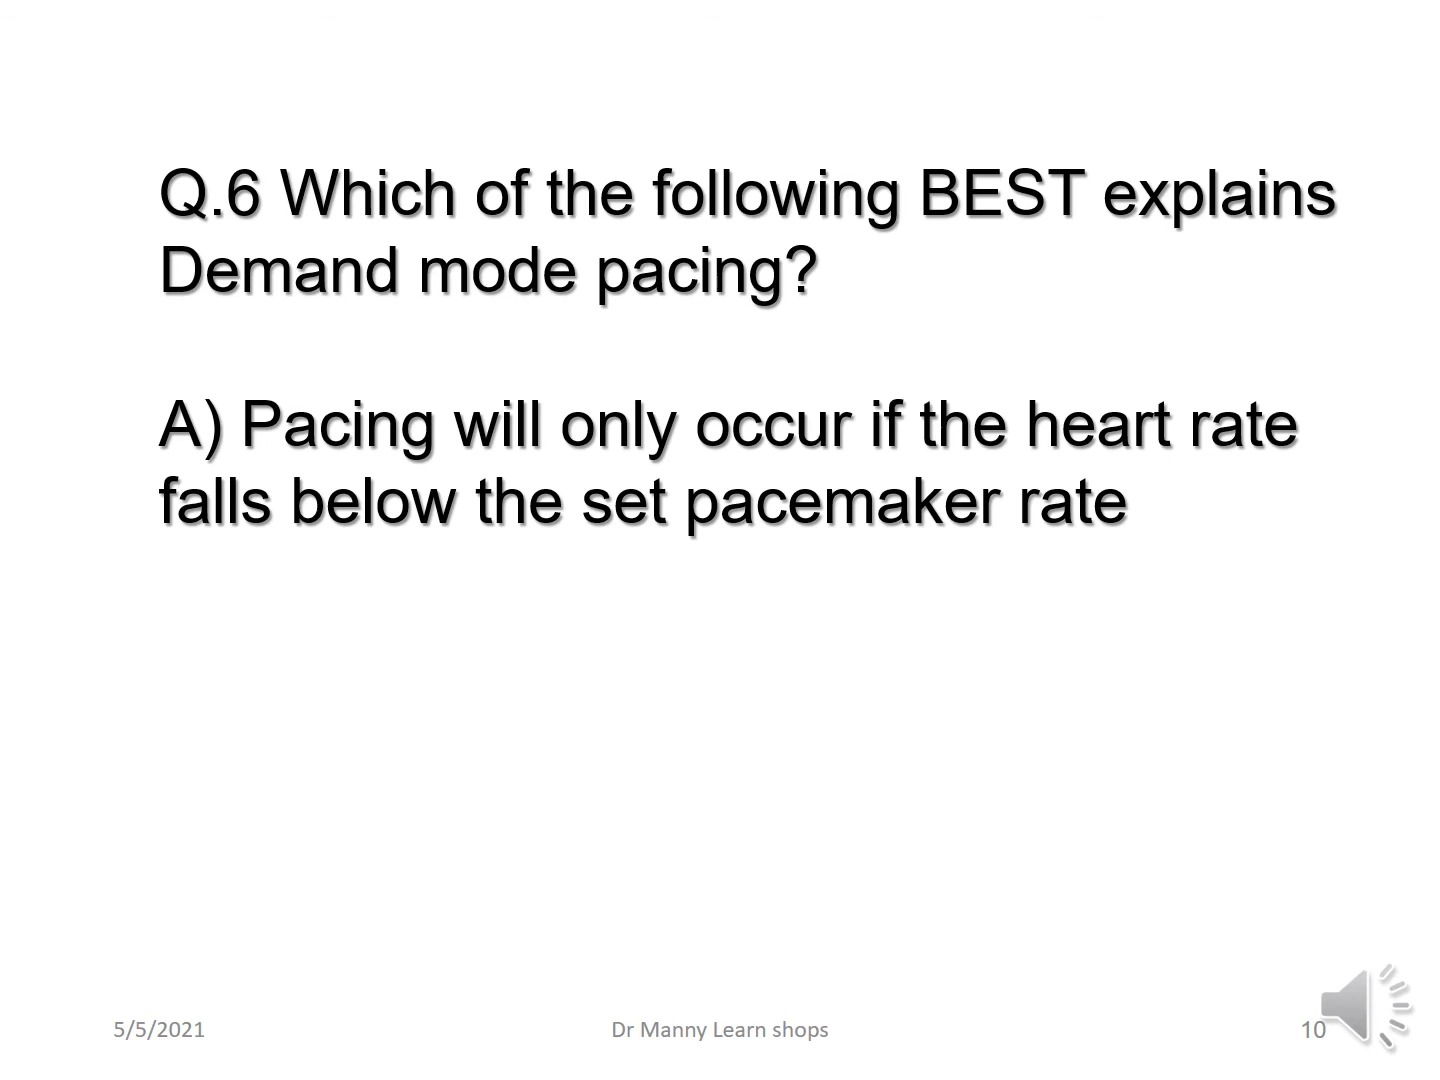 Q.6 Which of the following BEST explains
Demand mode pacing?
A) Pacing will only occur if the heart rate
falls below the set pacemaker rate
5/5/2021
Dr Manny Learn shops
10